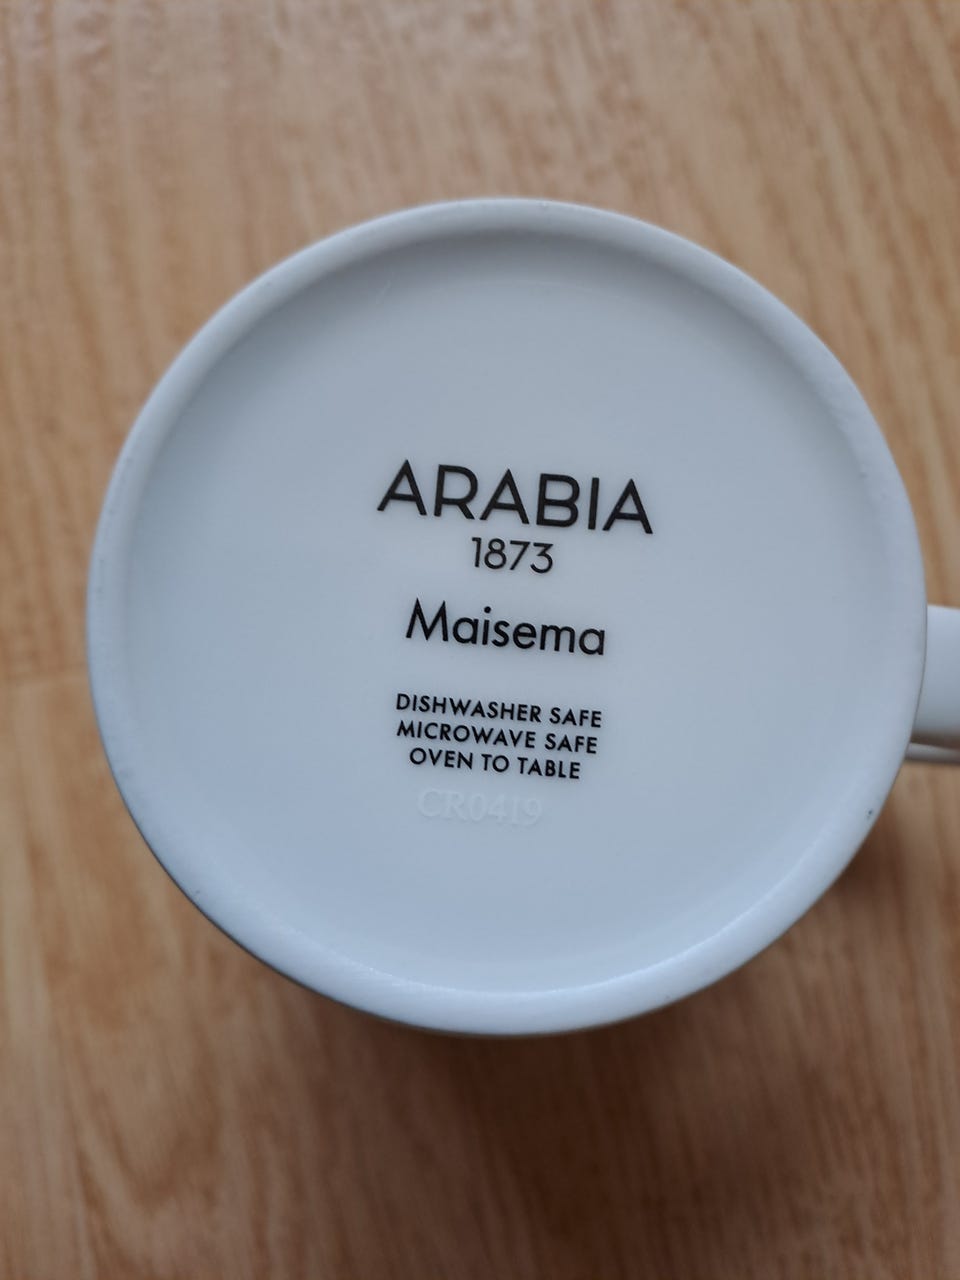 ARABIA
1873
Maisema
DISHWASHER SAFE
MICROWAVE SAFE
OVEN TO TABLE
CR0419